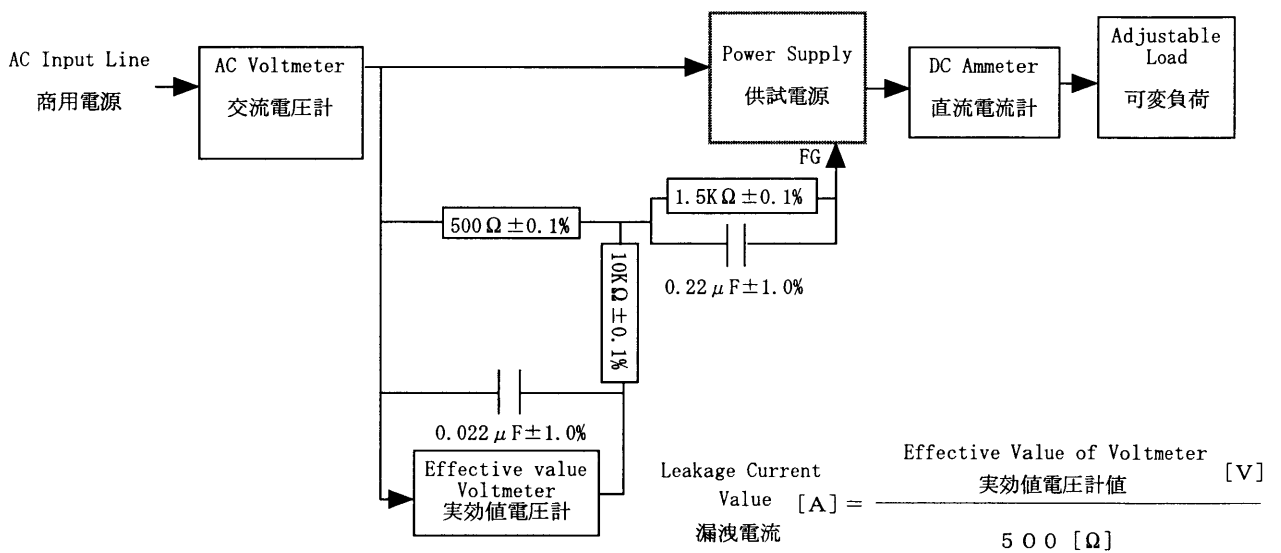 AC Input Line
商用電源
AC Voltmeter
交流電圧計
Power Supply
供試電源
DC Ammeter
直流電流計
Adjustable
Load
可変負荷
FG
500Ω±0.1%
1.5KΩ±0.1%
0.22μF±1.0%
10KΩ±0.1%
0.022μF±1.0%
Effective value
Voltmeter
実効値電圧計
Leakage Current
Value [A] =
漏洩電流
Effective Value of Voltmeter
実効値電圧計値 [V]
500 [Ω]